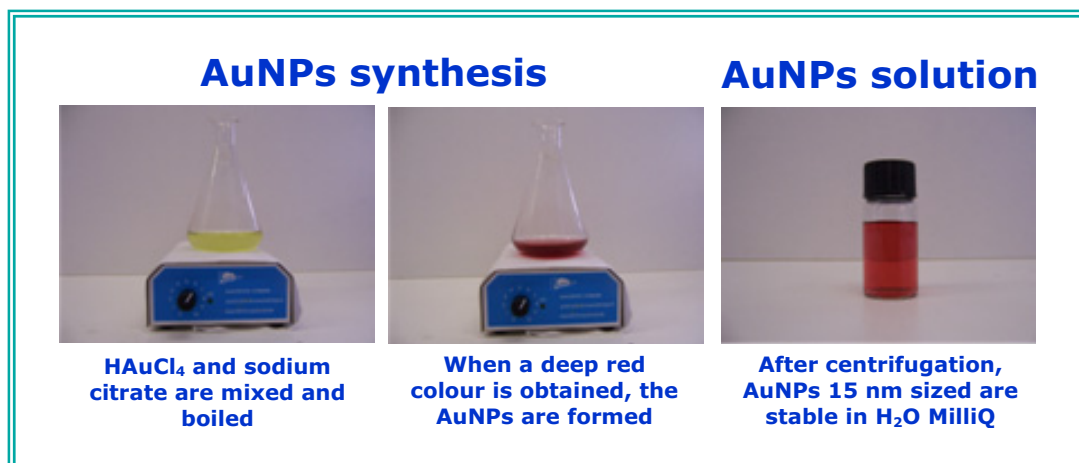 AuNPs synthesis
AuNPs solution
HAuCl₄ and sodium
citrate are mixed and
boiled
When a deep red
colour is obtained, the
AuNPs are formed
After centrifugation,
AuNPs 15 nm sized are
stable in H₂O MilliQ